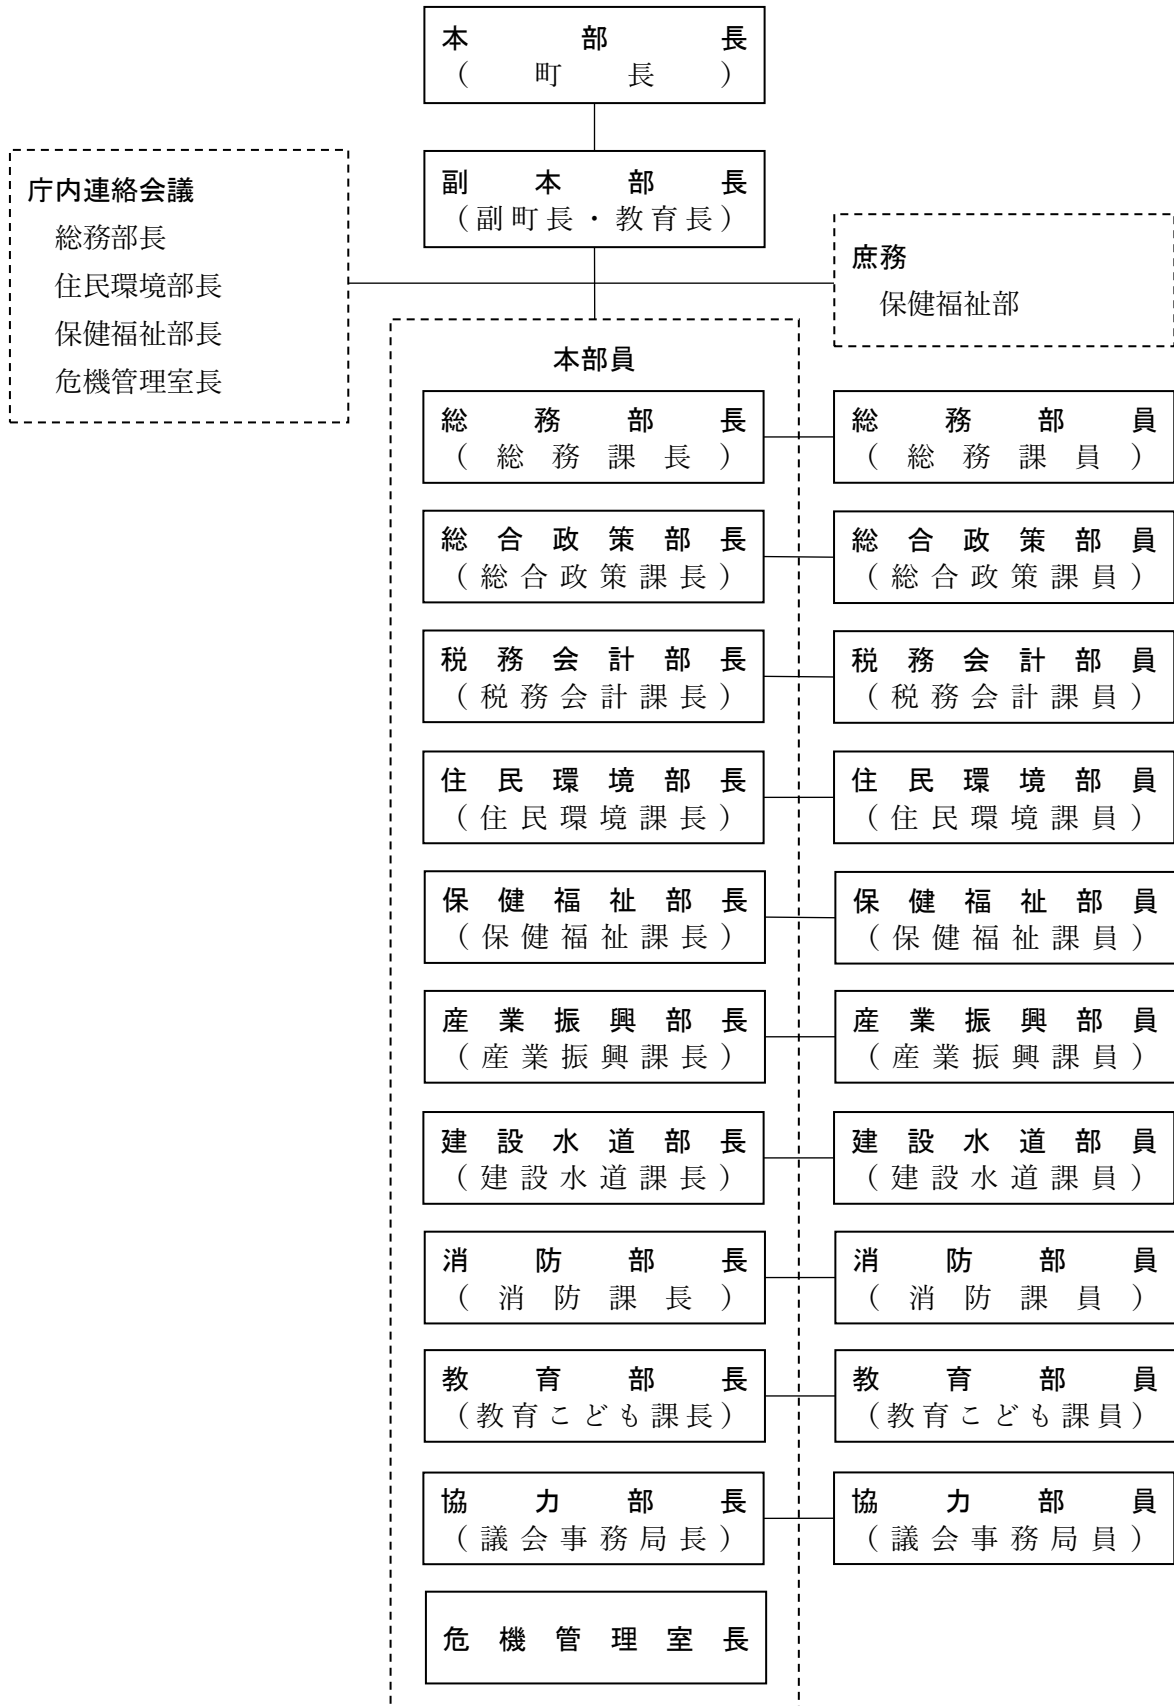 本部長
(町長)
副本部長
(副町長・教育長)
庁内連絡会議
総務部長
住民環境部長
保健福祉部長
危機管理室長
庶務
保健福祉部
本部員
総務部長
(総務課長)
総務部員
(総務課員)
総合政策部長
(総合政策課長)
総合政策部員
(総合政策課員)
税務会計部長
(税務会計課長)
税務会計部員
(税務会計課員)
住民環境部長
(住民環境課長)
住民環境部員
(住民環境課員)
保健福祉部長
(保健福祉課長)
保健福祉部員
(保健福祉課員)
産業振興部長
(産業振興課長)
産業振興部員
(産業振興課員)
建設水道部長
(建設水道課長)
建設水道部員
(建設水道課員)
消防部長
(消防課長)
消防部員
(消防課員)
教育部長
(教育こども課長)
教育部員
(教育こども課員)
協力部長
(議会事務局長)
協力部員
(議会事務局員)
危機管理室長